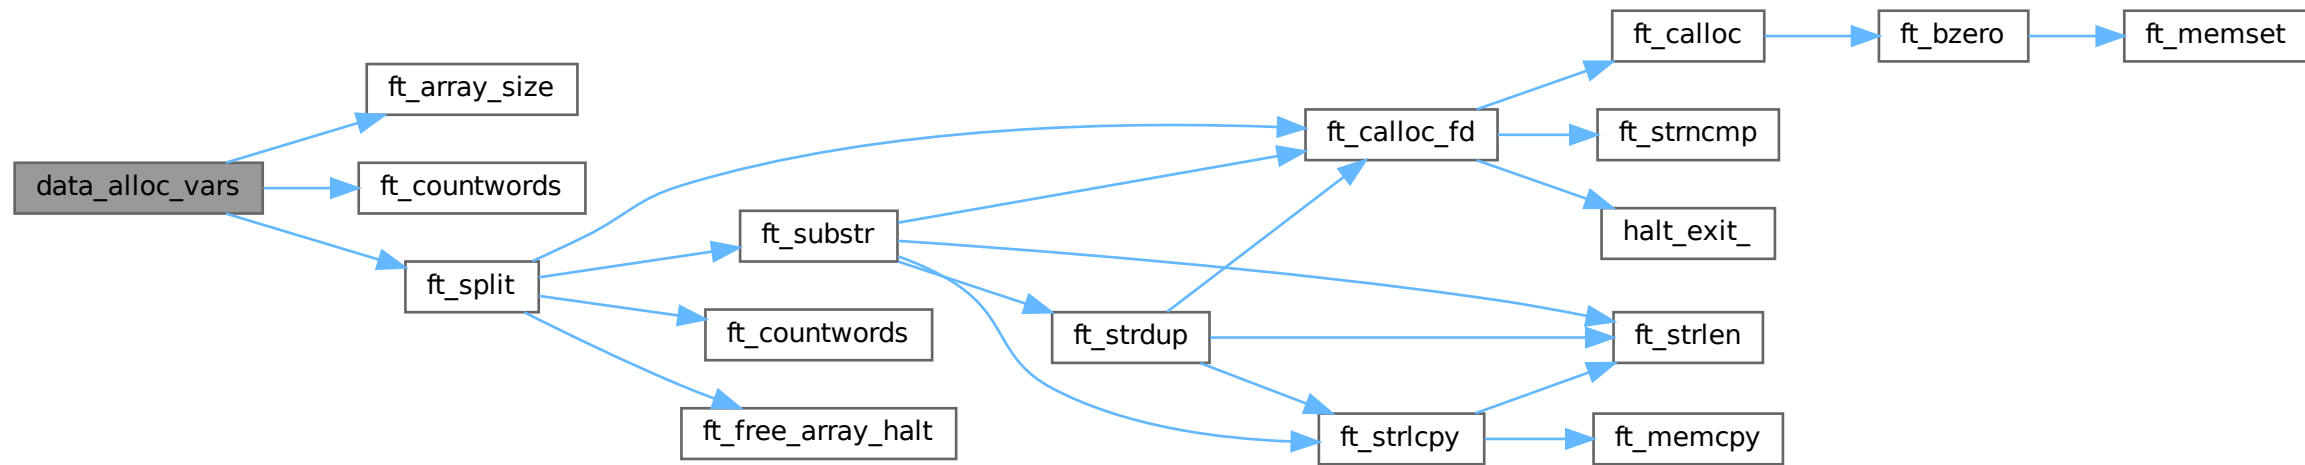 data_alloc_vars
ft_array_size
ft_countwords
ft_split
ft_substr
ft_countwords
ft_free_array_halt
ft_strdup
ft_calloc_fd
ft_strlcpy
ft_calloc
ft_strncmp
halt_exit_
ft_strlen
ft_memcpy
ft_bzero
ft_memset